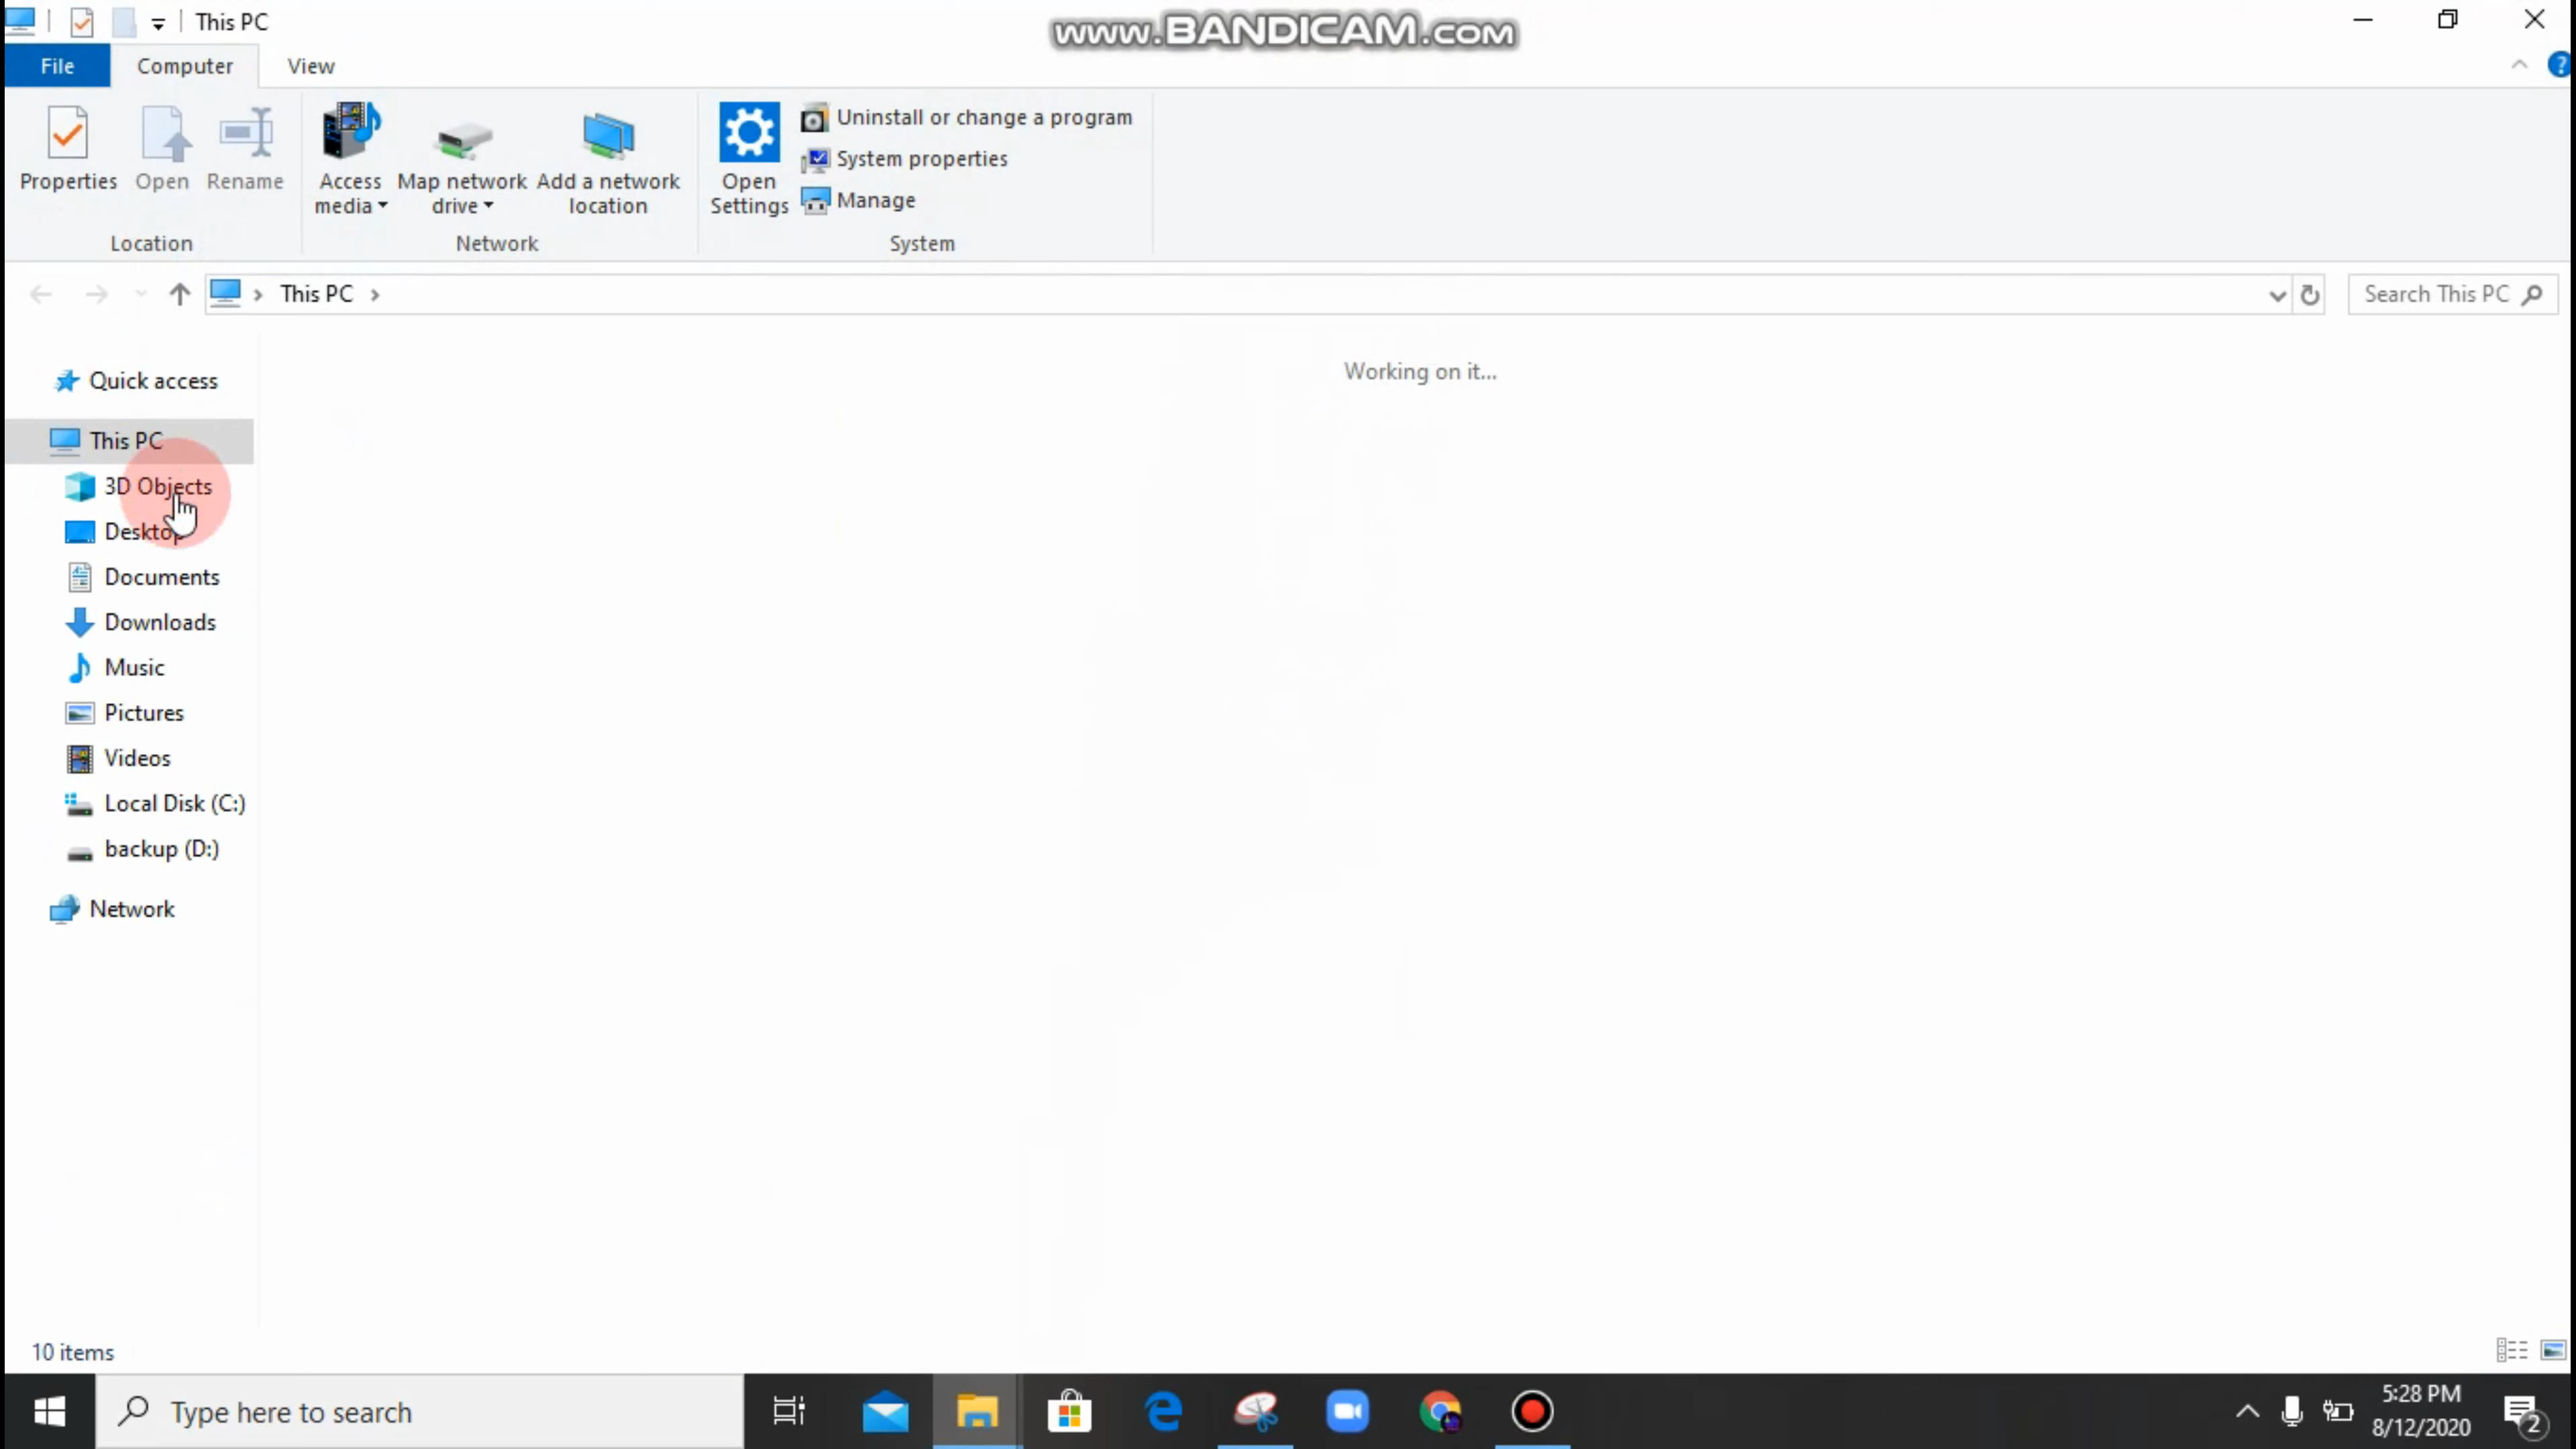 This PC
www.BANDICAM.com
File
Computer
View
Properties
Open
Rename
Access media
Map network drive
Add a network location
Open Settings
Uninstall or change a program
System properties
Manage
Location
Network
System
This PC
Search This PC
Quick access
Working on it...
This PC
3D Objects
Desktop
Documents
Downloads
Music
Pictures
Videos
Local Disk (C:)
backup (D:)
Network
10 items
Type here to search
5:28 PM
8/12/2020
2